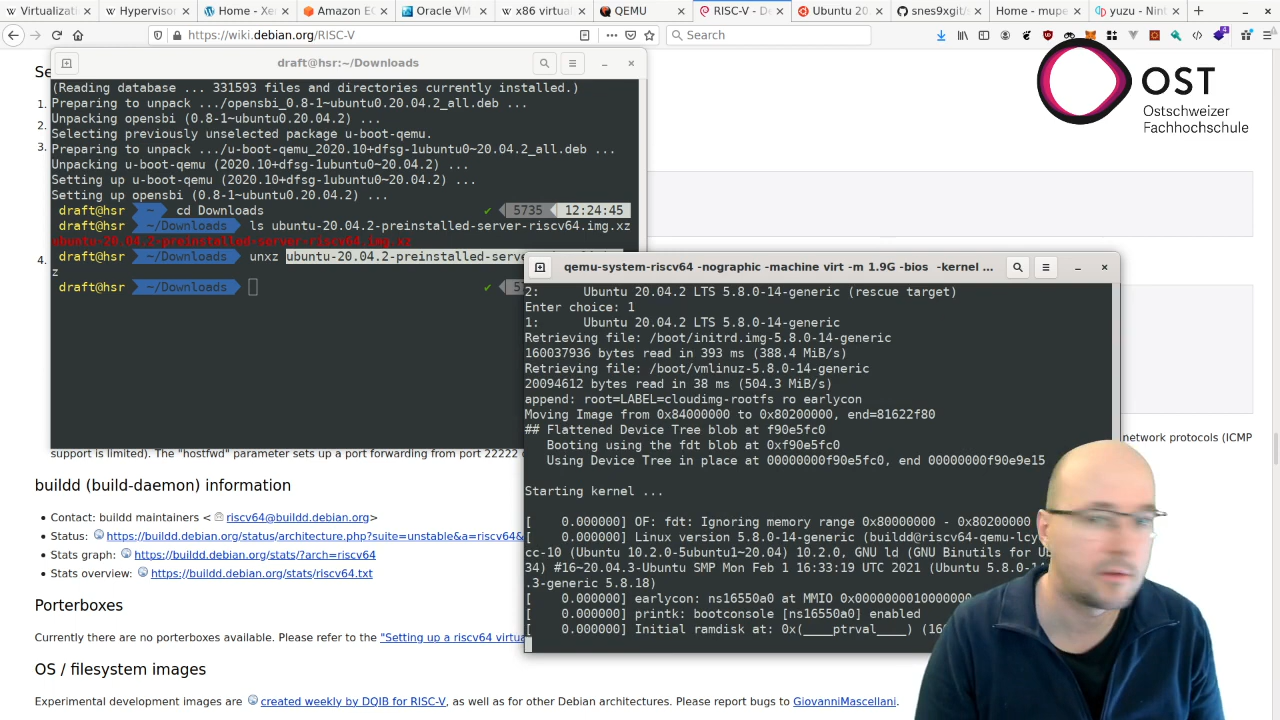 Virtualizati
Hypervisor
Home - Xen
Amazon EC
Oracle VM
x86 virtua
QEMU
RISC-V - De
Ubuntu 20
snes9xgit/s
Home - mupe
yuzu - Nint
https://wiki.debian.org/RISC-V
Search
draft@hsr:~/Downloads
Se
1.
2.
3.
4.
(Reading database ... 331593 files and directories currently installed.)
Preparing to unpack .../opensbi_0.8-1~ubuntu0.20.04.2_all.deb ...
Unpacking opensbi (0.8-1~ubuntu0.20.04.2) ...
Selecting previously unselected package u-boot-qemu.
Preparing to unpack .../u-boot-qemu_2020.10+dfsg-1ubuntu0~20.04.2_all.deb ...
Unpacking u-boot-qemu (2020.10+dfsg-1ubuntu0~20.04.2) ...
Setting up u-boot-qemu (2020.10+dfsg-1ubuntu0~20.04.2) ...
Setting up opensbi (0.8-1~ubuntu0.20.04.2) ...
draft@hsr ~ cd Downloads ✔ 5735 12:24:45
draft@hsr ~/Downloads ls ubuntu-20.04.2-preinstalled-server-riscv64.img.xz
ubuntu-20.04.2-preinstalled-server-riscv64.img.xz
draft@hsr ~/Downloads unxz ubuntu-20.04.2-preinstalled-serve
z
draft@hsr ~/Downloads ✔ 5
OST
Ostschweizer
Fachhochschule
qemu-system-riscv64 -nographic -machine virt -m 1.9G -bios -kernel ...
2: Ubuntu 20.04.2 LTS 5.8.0-14-generic (rescue target)
Enter choice: 1
1: Ubuntu 20.04.2 LTS 5.8.0-14-generic
Retrieving file: /boot/initrd.img-5.8.0-14-generic
160037936 bytes read in 393 ms (388.4 MiB/s)
Retrieving file: /boot/vmlinuz-5.8.0-14-generic
20094612 bytes read in 38 ms (504.3 MiB/s)
append: root=LABEL=cloudimg-rootfs ro earlycon
Moving Image from 0x84000000 to 0x80200000, end=81622f80
## Flattened Device Tree blob at f90e5fc0
Booting using the fdt blob at 0xf90e5fc0
Using Device Tree in place at 00000000f90e5fc0, end 00000000f90e9e15
Starting kernel ...
[ 0.000000] OF: fdt: Ignoring memory range 0x80000000 - 0x80200000
[ 0.000000] Linux version 5.8.0-14-generic (buildd@riscv64-qemu-lcy
cc-10 (Ubuntu 10.2.0-5ubuntu1~20.04) 10.2.0, GNU ld (GNU Binutils for Ub
34) #16~20.04.3-Ubuntu SMP Mon Feb 1 16:33:19 UTC 2021 (Ubuntu 5.8.0-1
.3-generic 5.8.18)
[ 0.000000] earlycon: ns16550a0 at MMIO 0x0000000010000000
[ 0.000000] printk: bootconsole [ns16550a0] enabled
[ 0.000000] Initial ramdisk at: 0x(____ptrval____) (16
network protocols (ICMP
support is limited). The "hostfwd" parameter sets up a port forwarding from port 22222 o
buildd (build-daemon) information
Contact: buildd maintainers < riscv64@buildd.debian.org>
Status: https://buildd.debian.org/status/architecture.php?suite=unstable&a=riscv64&
Stats graph: https://buildd.debian.org/stats/?arch=riscv64
Stats overview: https://buildd.debian.org/stats/riscv64.txt
Porterboxes
Currently there are no porterboxes available. Please refer to the "Setting up a riscv64 virtua
OS / filesystem images
Experimental development images are created weekly by DQIB for RISC-V, as well as for other Debian architectures. Please report bugs to GiovanniMascellani.